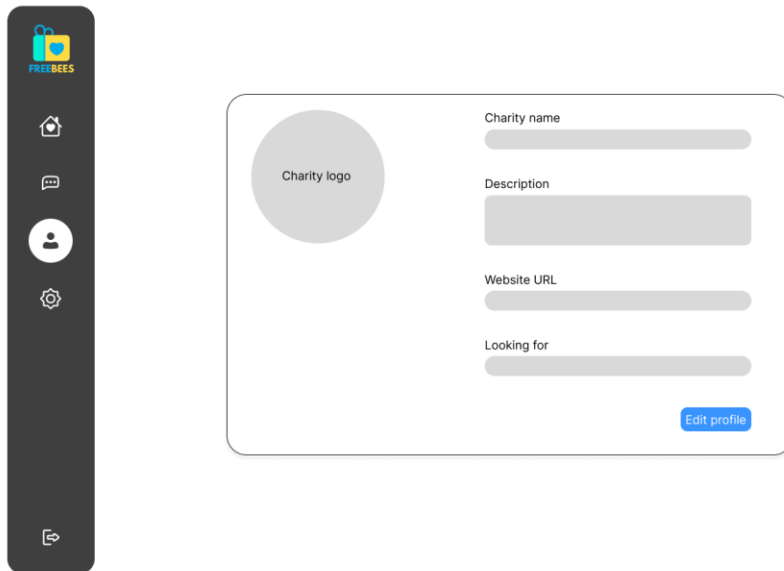 FREEBEES
Charity logo
Charity name
Description
Website URL
Looking for
Edit profile